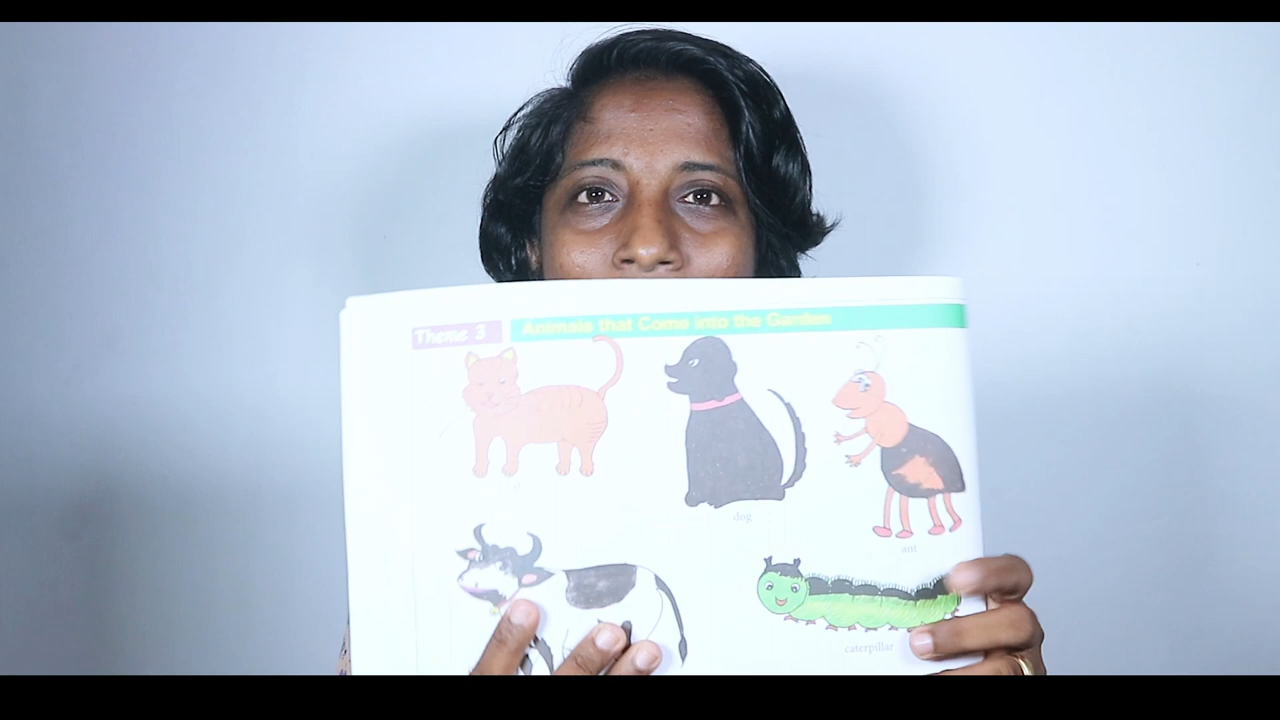 Theme 3
Animals that Come into the Garden
dog
ant
caterpillar